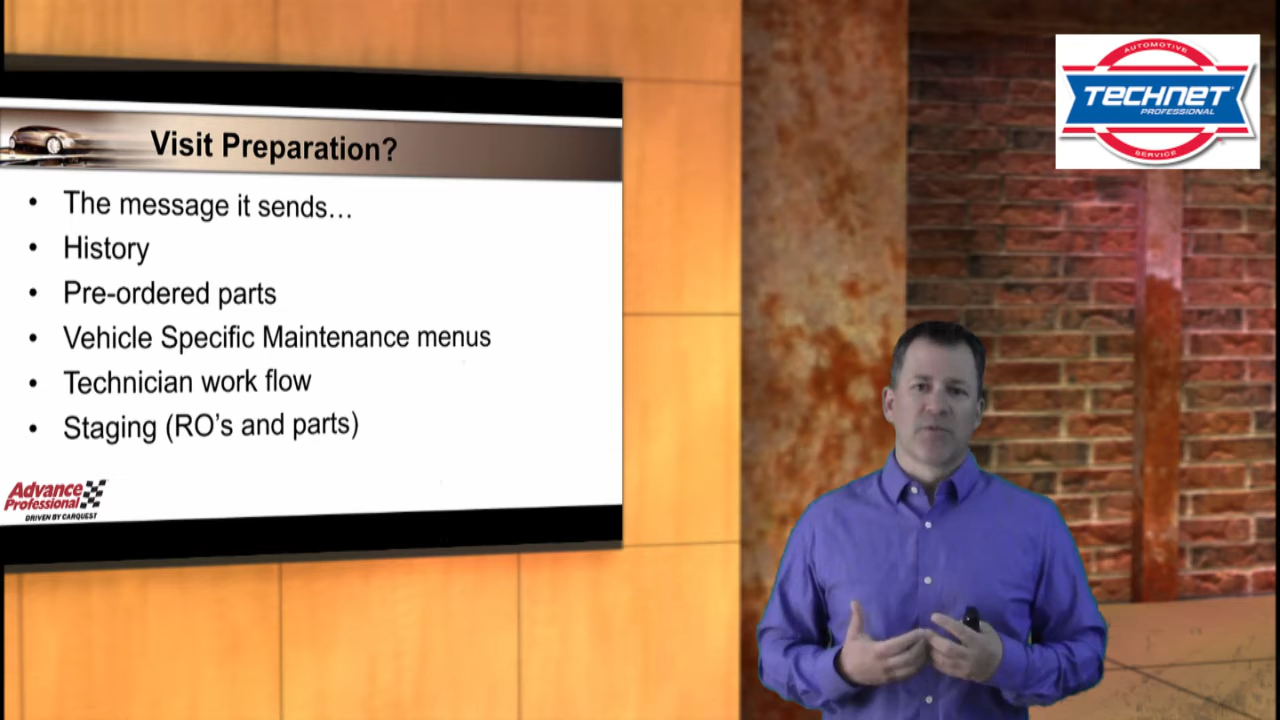 Visit Preparation?
• The message it sends…
• History
• Pre-ordered parts
• Vehicle Specific Maintenance menus
• Technician work flow
• Staging (RO's and parts)
Advance
Professional
DRIVEN BY CARQUEST
AUTOMOTIVE
TECHNET
PROFESSIONAL
SERVICE